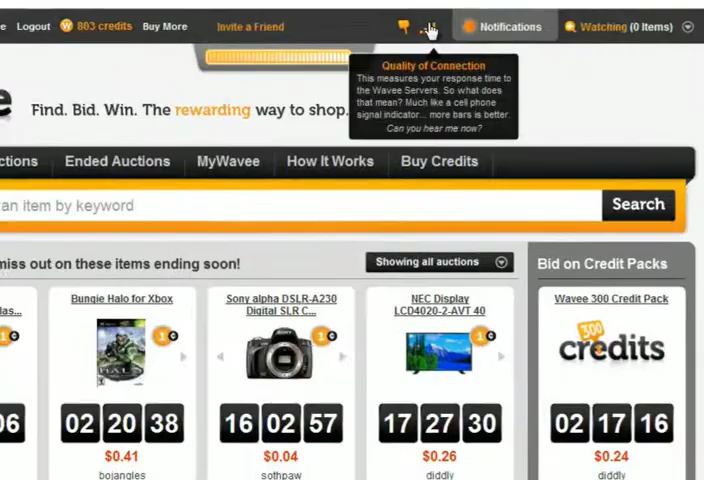 e Logout 803 credits Buy More Invite a Friend Notifications Watching (0 Items)
Quality of Connection
This measures your response time to
the Wavee Servers. So what does
that mean? Much like a cell phone
signal indicator... more bars is better.
Can you hear me now?
e Find. Bid. Win. The rewarding way to shop.
ctions Ended Auctions MyWavee How It Works Buy Credits
an item by keyword Search
miss out on these items ending soon! Showing all auctions Bid on Credit Packs
las...
Bungie Halo for Xbox
Sony alpha DSLR-A230
Digital SLR C...
NEC Display
LCD4020-2-AVT 40
Wavee 300 Credit Pack
HALO
SONY
300
credits
06 02 20 38 16 02 57 17 27 30 02 17 16
$0.41 $0.04 $0.26 $0.24
bojangles sothpaw diddly diddly